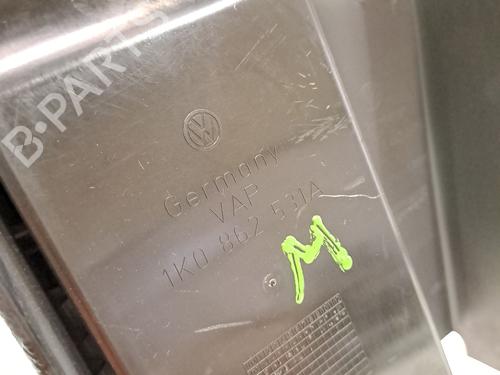 B-PARTS
Germany
VAP
1K0 862 531A
M